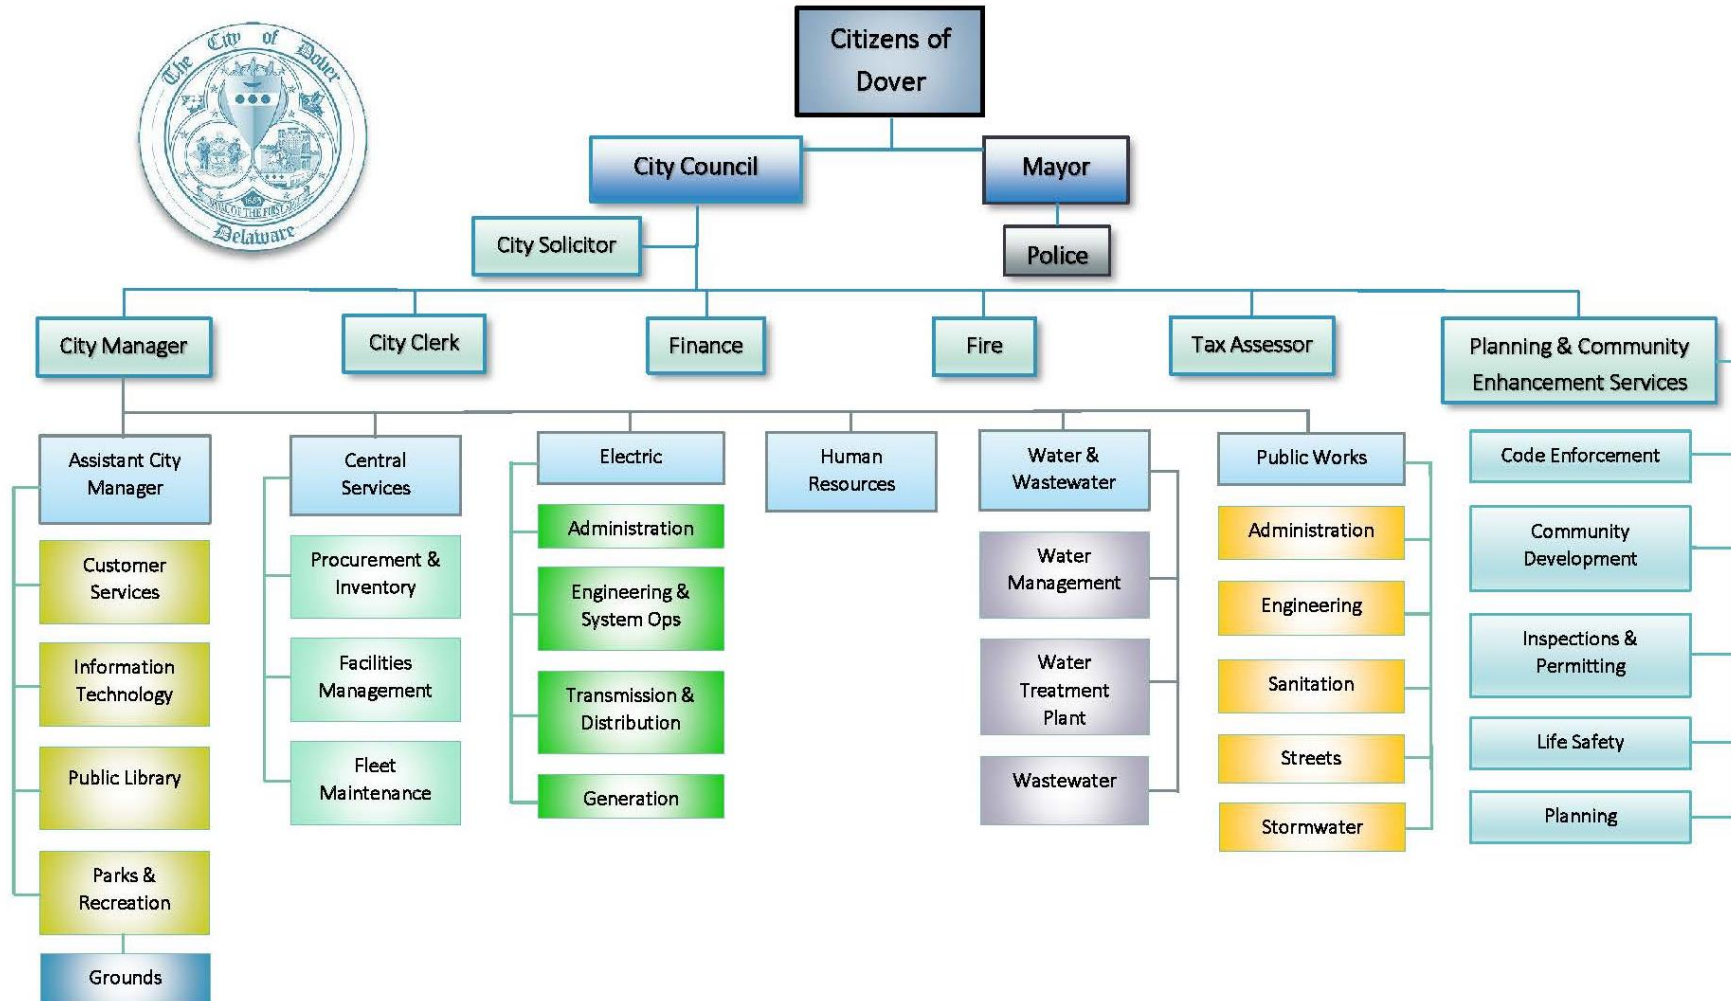 The City of Dover
Delaware
Citizens of
Dover
City Council
Mayor
City Solicitor
Police
City Manager
City Clerk
Finance
Fire
Tax Assessor
Planning & Community
Enhancement Services
Assistant City
Manager
Customer
Services
Information
Technology
Public Library
Parks &
Recreation
Grounds
Central
Services
Procurement &
Inventory
Facilities
Management
Fleet
Maintenance
Electric
Administration
Engineering &
System Ops
Transmission &
Distribution
Generation
Human
Resources
Water &
Wastewater
Water
Management
Water
Treatment
Plant
Wastewater
Public Works
Administration
Engineering
Sanitation
Streets
Stormwater
Code Enforcement
Community
Development
Inspections &
Permitting
Life Safety
Planning